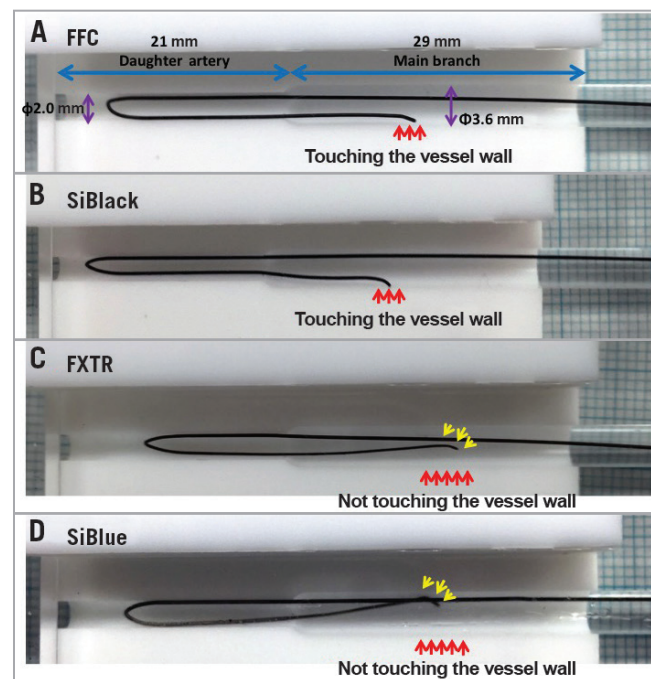 A FFC
21 mm
Daughter artery
29 mm
Main branch
ϕ2.0 mm
Φ3.6 mm
Touching the vessel wall
B SiBlack
Touching the vessel wall
C FXTR
Not touching the vessel wall
D SiBlue
Not touching the vessel wall